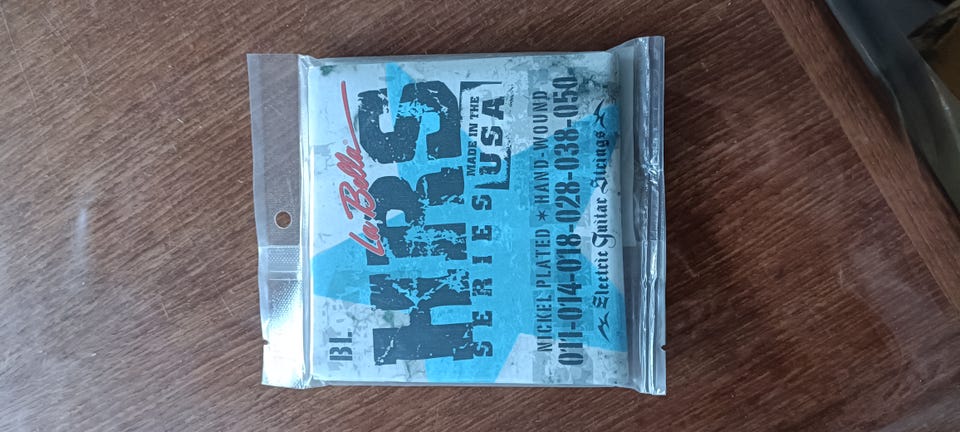 La Bella
BL
HRS
SERIES
MADE IN THE
USA
NICKEL PLATED * HAND-WOUND
011-014-018-028-038-050
Electric Guitar Strings